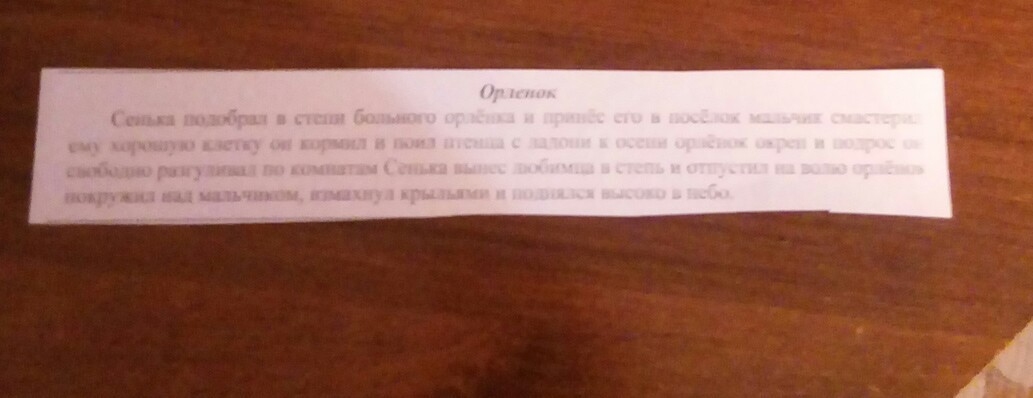 Орленок
Сенька подобрал в степи больного орлёнка и принёс его в посёлок мальчик смастерил
ему хорошую клетку он кормил и поил птенца с ладони к осени орлёнок окреп и подрос он
свободно разгуливал по комнатам Сенька вынес любимца в степь и отпустил на волю орлёнок
покружил над мальчиком, взмахнул крыльями и поднялся высоко в небо.